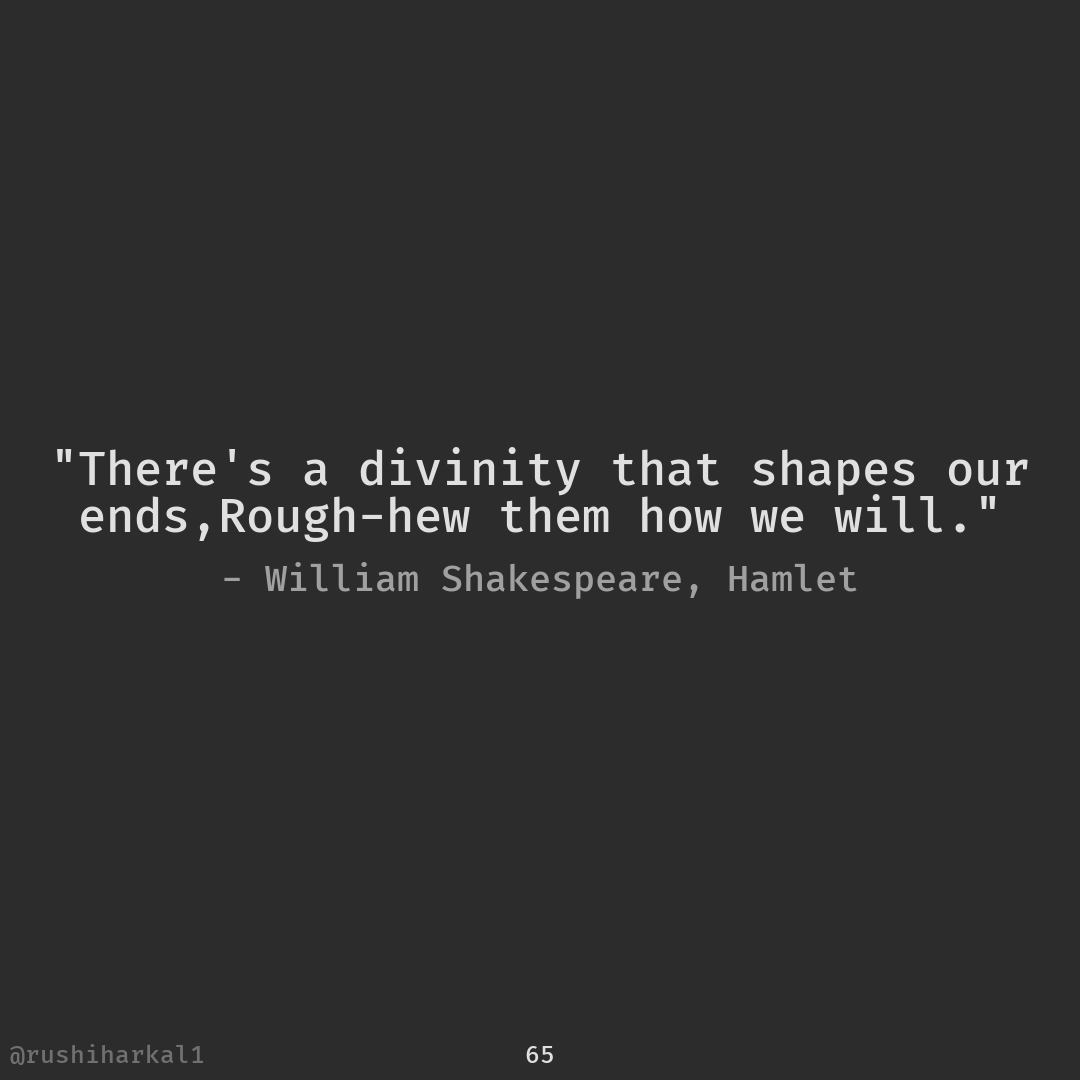 "There's a divinity that shapes our
ends,Rough-hew them how we will."
- William Shakespeare, Hamlet
@rushiharkal1
65